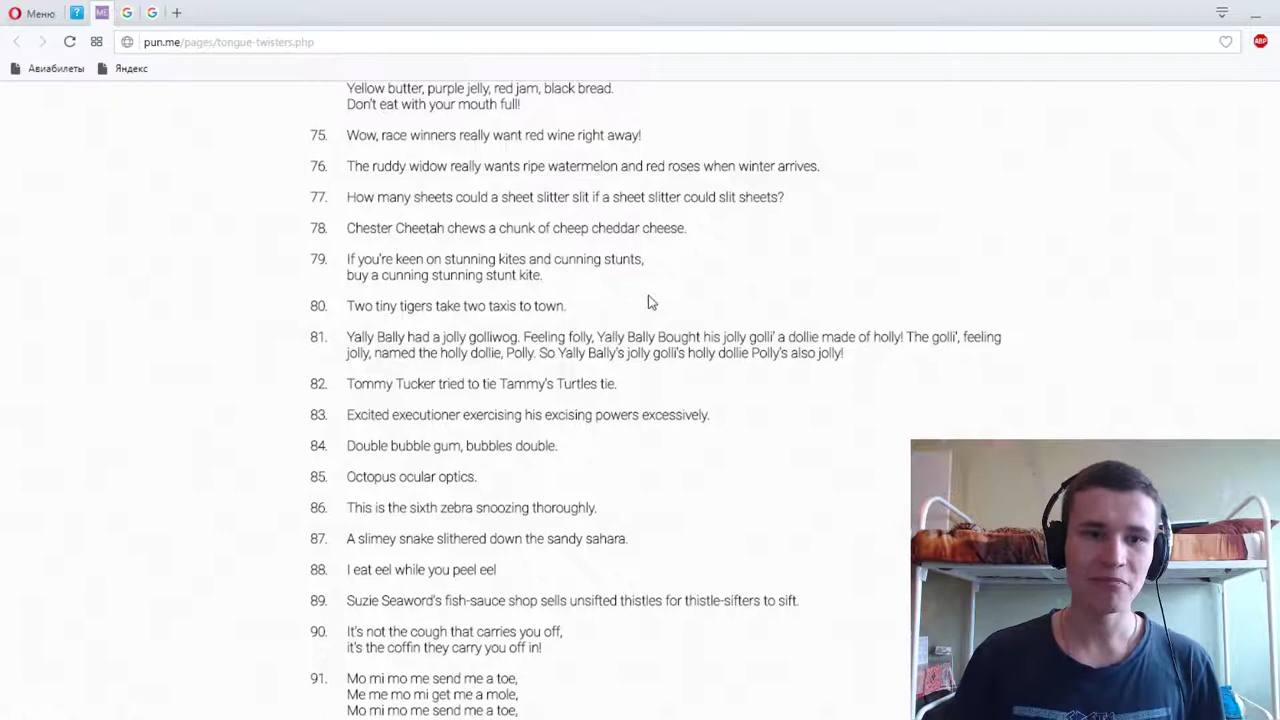 Меню
?
ME
pun.me/pages/tongue-twisters.php
ABP
Авиабилеты
Яндекс
Yellow butter, purple jelly, red jam, black bread.
Don't eat with your mouth full!
75. Wow, race winners really want red wine right away!
76. The ruddy widow really wants ripe watermelon and red roses when winter arrives.
77. How many sheets could a sheet slitter slit if a sheet slitter could slit sheets?
78. Chester Cheetah chews a chunk of cheep cheddar cheese.
79. If you're keen on stunning kites and cunning stunts,
buy a cunning stunning stunt kite.
80. Two tiny tigers take two taxis to town.
81. Yally Bally had a jolly golliwog. Feeling folly, Yally Bally Bought his jolly golli' a dollie made of holly! The golli', feeling
jolly, named the holly dollie, Polly. So Yally Bally's jolly golli's holly dollie Polly's also jolly!
82. Tommy Tucker tried to tie Tammy's Turtles tie.
83. Excited executioner exercising his excising powers excessively.
84. Double bubble gum, bubbles double.
85. Octopus ocular optics.
86. This is the sixth zebra snoozing thoroughly.
87. A slimey snake slithered down the sandy sahara.
88. I eat eel while you peel eel
89. Suzie Seaword's fish-sauce shop sells unsifted thistles for thistle-sifters to sift.
90. It's not the cough that carries you off,
it's the coffin they carry you off in!
91. Mo mi mo me send me a toe,
Me me mo mi get me a mole,
Mo mi mo me send me a toe,